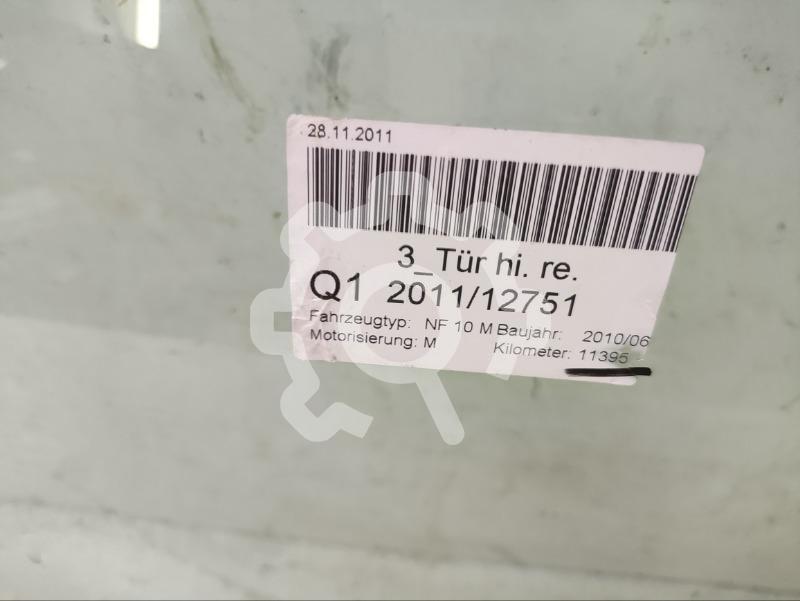 28.11.2011
3_Tür hi. re.
Q1 2011/12751
Fahrzeugtyp: NF 10 M Baujahr: 2010/06
Motorisierung: M Kilometer: 11395